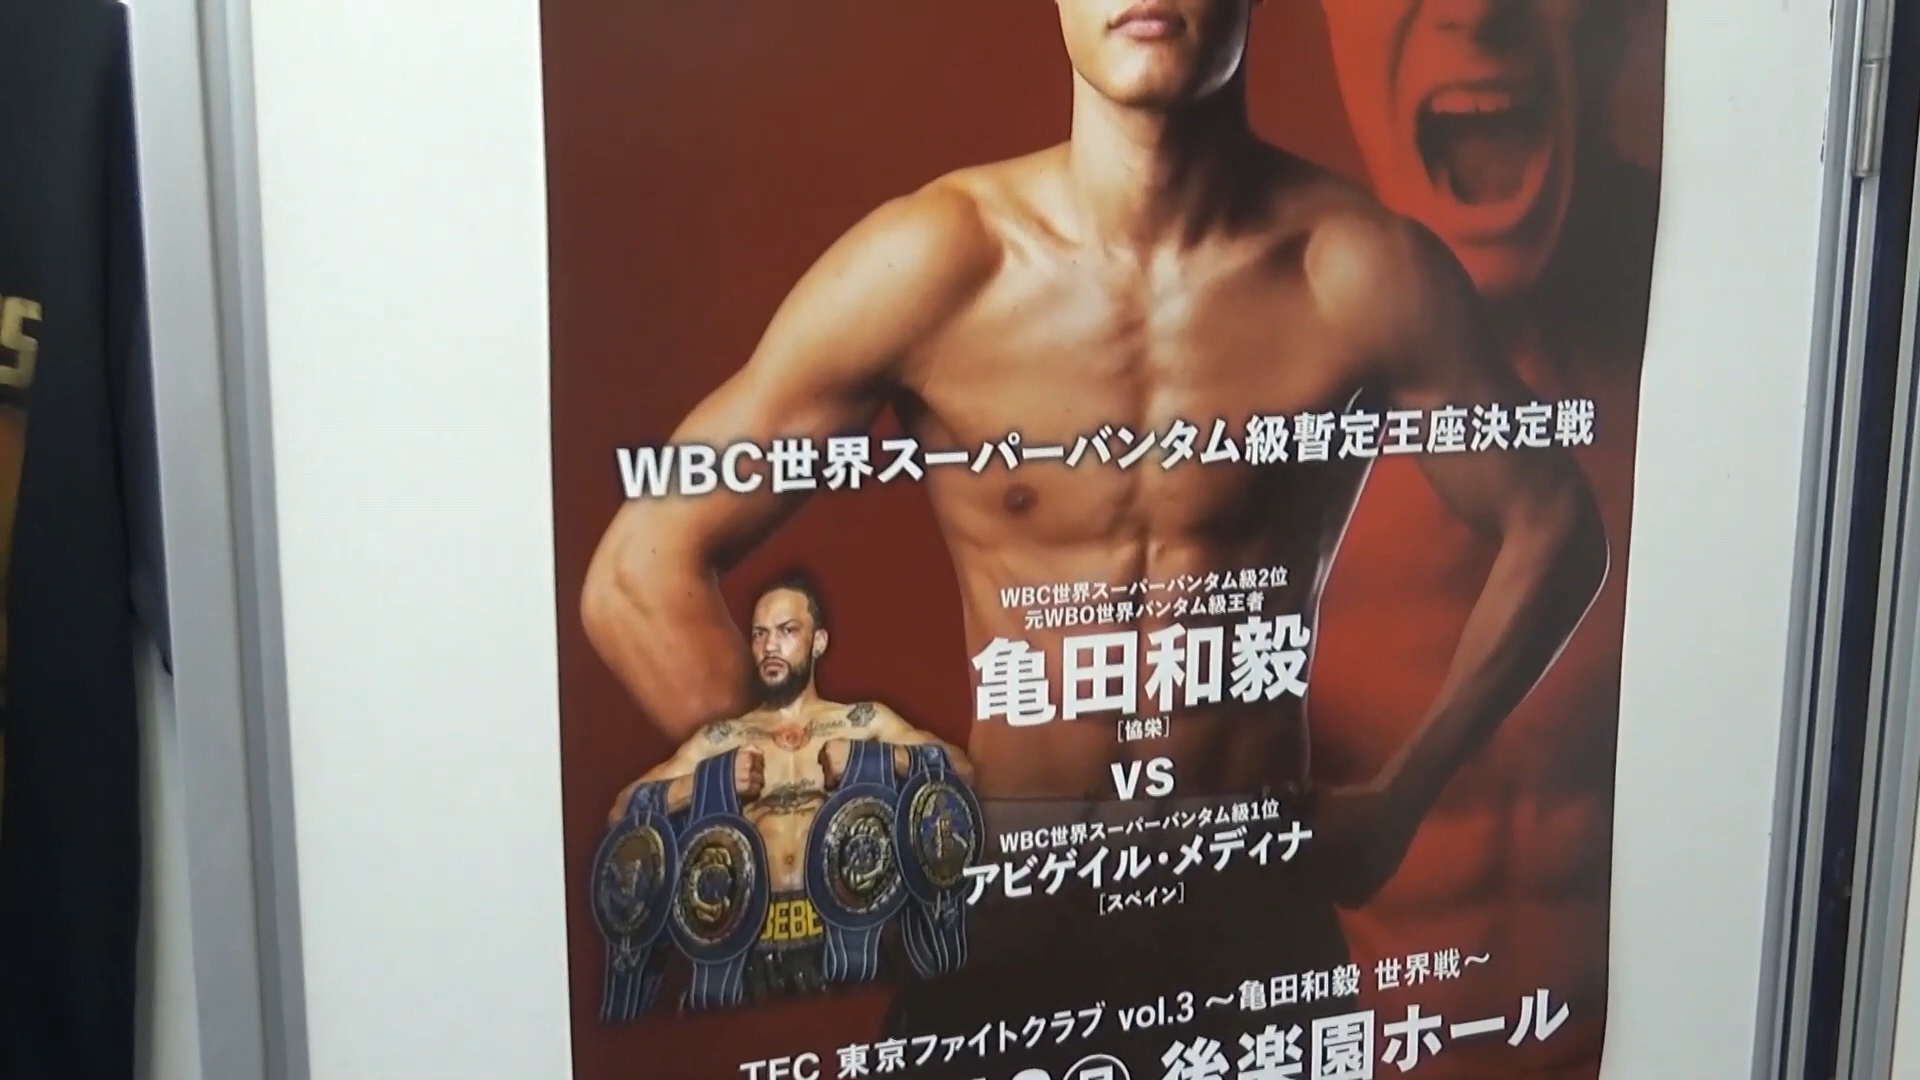 WBC世界スーパーバンタム級暫定王座決定戦
WBC世界スーパーバンタム級2位
元WBO世界バンタム級王者
亀田和毅
[協栄]
vs
WBC世界スーパーバンタム級1位
アビゲイル・メディナ
[スペイン]
BEBE
TFC 東京ファイトクラブ vol.3 ～亀田和毅 世界戦～
後楽園ホール